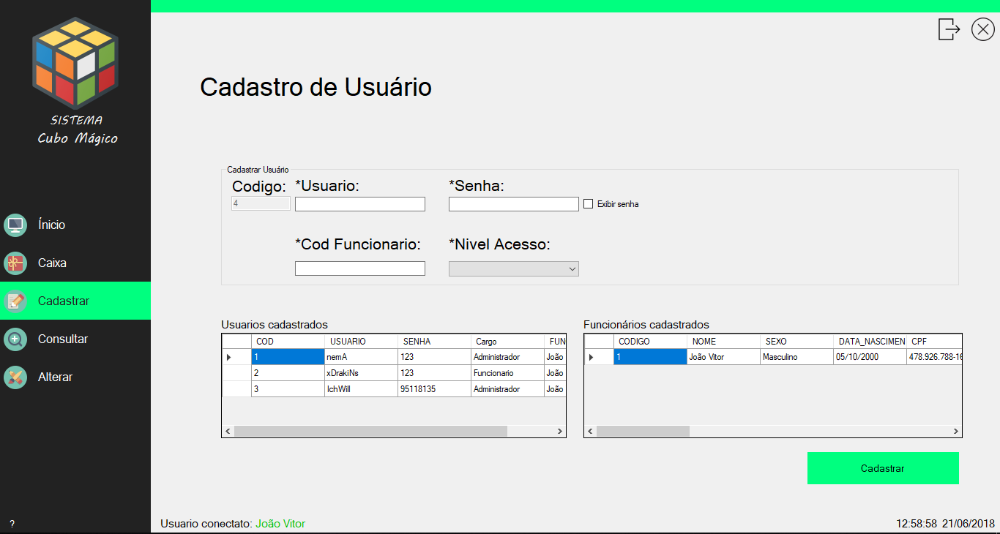 SISTEMA
Cubo Mágico
Ínicio
Caixa
Cadastrar
Consultar
Alterar
?
Cadastro de Usuário
Cadastrar Usuário
Codigo: *Usuario: *Senha:
4
Exibir senha
*Cod Funcionario: *Nivel Acesso:
Usuarios cadastrados
COD USUARIO SENHA Cargo FUN
1 nemA 123 Administrador João
2 xDrakiNs 123 Funcionario João
3 IchWill 95118135 Administrador João
Funcionários cadastrados
CODIGO NOME SEXO DATA_NASCIMEN CPF
1 João Vitor Masculino 05/10/2000 478.926.788-16
Cadastrar
Usuario conectato: João Vitor
12:58:58 21/06/2018